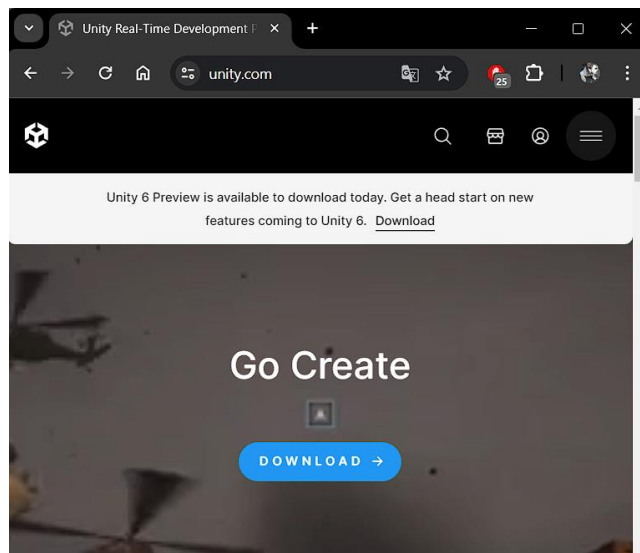 Unity Real-Time Development P
unity.com
25
Unity 6 Preview is available to download today. Get a head start on new
features coming to Unity 6. Download
Go Create
DOWNLOAD →